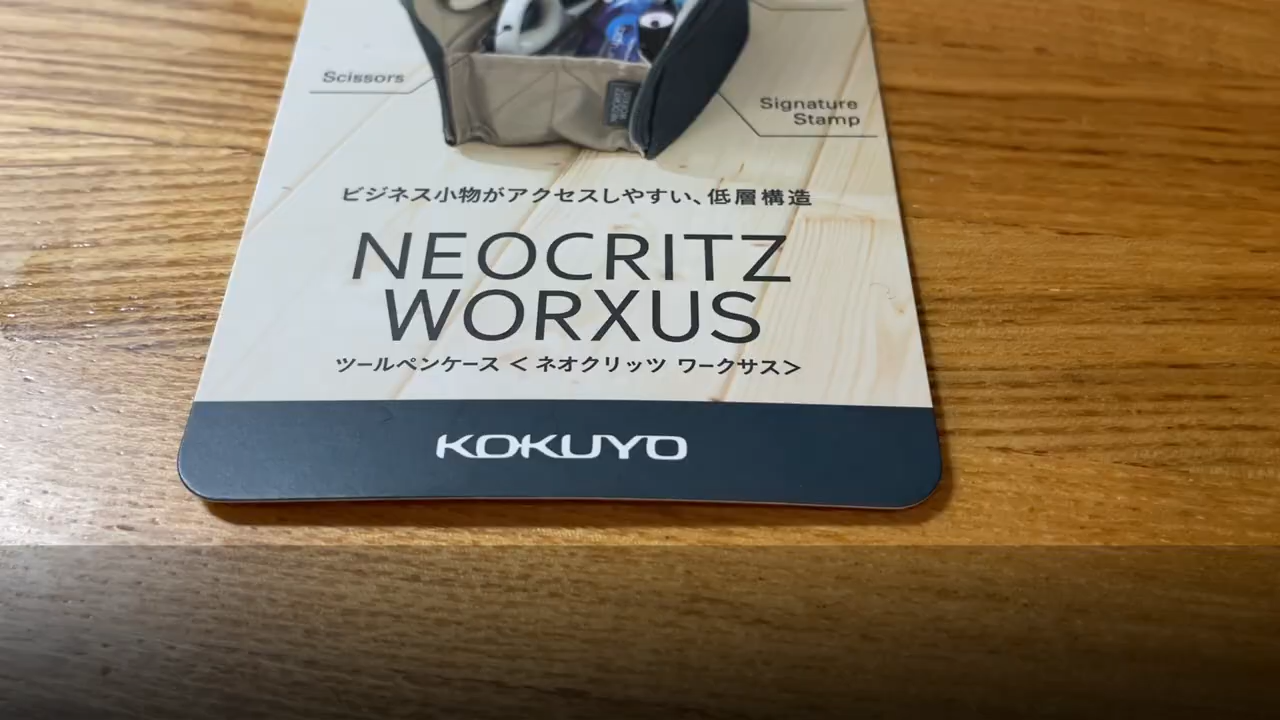 Scissors
Signature
Stamp
ビジネス小物がアクセスしやすい、低層構造
NEOCRITZ
WORXUS
ツールペンケース < ネオクリッツ ワークサス>
KOKUYO